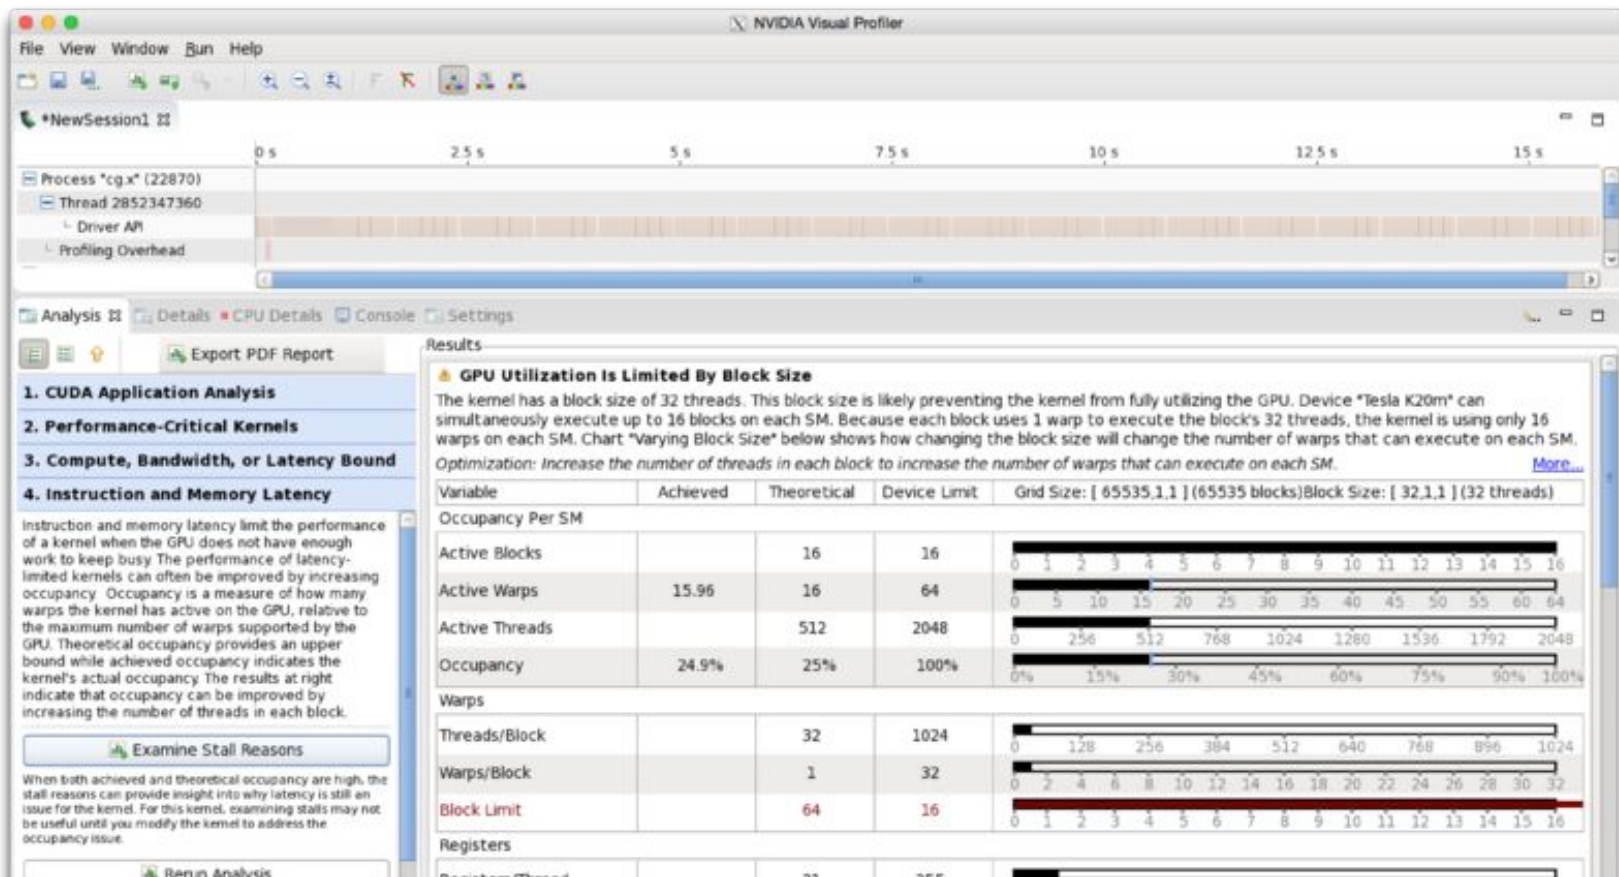 NVIDIA Visual Profiler
File View Window Run Help
*NewSession1
0 s 2.5 s 5 s 7.5 s 10 s 12.5 s 15 s
Process "cg.x" (22870)
Thread 2852347360
Driver API
Profiling Overhead
Analysis Details CPU Details Console Settings
Export PDF Report
1. CUDA Application Analysis
2. Performance-Critical Kernels
3. Compute, Bandwidth, or Latency Bound
4. Instruction and Memory Latency
Instruction and memory latency limit the performance
of a kernel when the GPU does not have enough
work to keep busy. The performance of latency-
limited kernels can often be improved by increasing
occupancy. Occupancy is a measure of how many
warps the kernel has active on the GPU, relative to
the maximum number of warps supported by the
GPU. Theoretical occupancy provides an upper
bound while achieved occupancy indicates the
kernel's actual occupancy. The results at right
indicate that occupancy can be improved by
increasing the number of threads in each block.
Examine Stall Reasons
When both achieved and theoretical occupancy are high, the
stall reasons can provide insight into why latency is still an
issue for the kernel. For this kernel, examining stalls may not
be useful until you modify the kernel to address the
occupancy issue.
Rerun Analysis
Results
GPU Utilization Is Limited By Block Size
The kernel has a block size of 32 threads. This block size is likely preventing the kernel from fully utilizing the GPU. Device "Tesla K20m" can
simultaneously execute up to 16 blocks on each SM. Because each block uses 1 warp to execute the block's 32 threads, the kernel is using only 16
warps on each SM. Chart "Varying Block Size" below shows how changing the block size will change the number of warps that can execute on each SM.
Optimization: Increase the number of threads in each block to increase the number of warps that can execute on each SM. More...
Variable Achieved Theoretical Device Limit Grid Size: [ 65535,1,1 ] (65535 blocks)Block Size: [ 32,1,1 ] (32 threads)
Occupancy Per SM
Active Blocks 16 16
0 1 2 3 4 5 6 7 8 9 10 11 12 13 14 15 16
Active Warps 15.96 16 64
0 5 10 15 20 25 30 35 40 45 50 55 60 64
Active Threads 512 2048
0 256 512 768 1024 1280 1536 1792 2048
Occupancy 24.9% 25% 100%
0% 15% 30% 45% 60% 75% 90% 100%
Warps
Threads/Block 32 1024
0 128 256 384 512 640 768 896 1024
Warps/Block 1 32
0 2 4 6 8 10 12 14 16 18 20 22 24 26 28 30 32
Block Limit 64 16
0 1 2 3 4 5 6 7 8 9 10 11 12 13 14 15 16
Registers